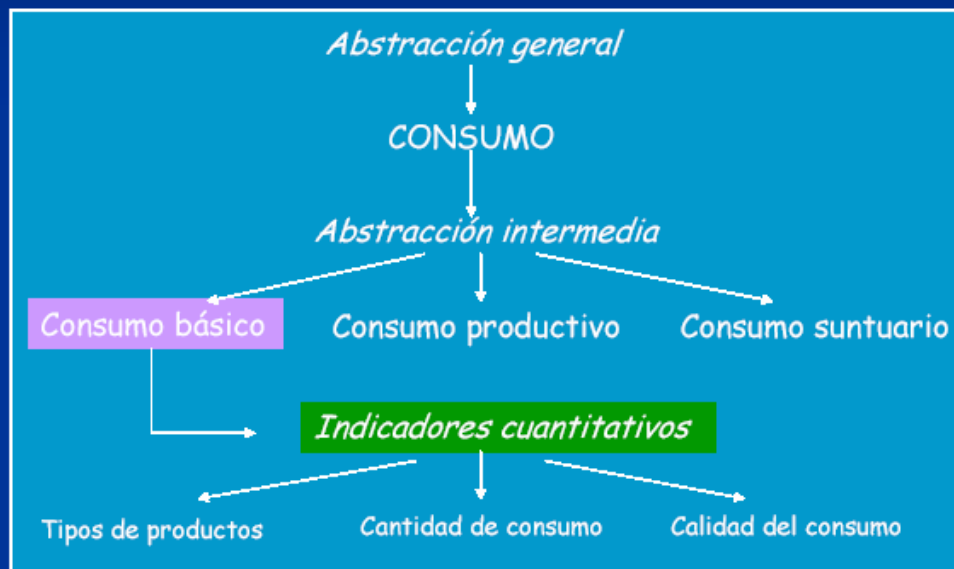 Abstracción general
CONSUMO
Abstracción intermedia
Consumo básico
Consumo productivo
Consumo suntuario
Indicadores cuantitativos
Tipos de productos
Cantidad de consumo
Calidad del consumo